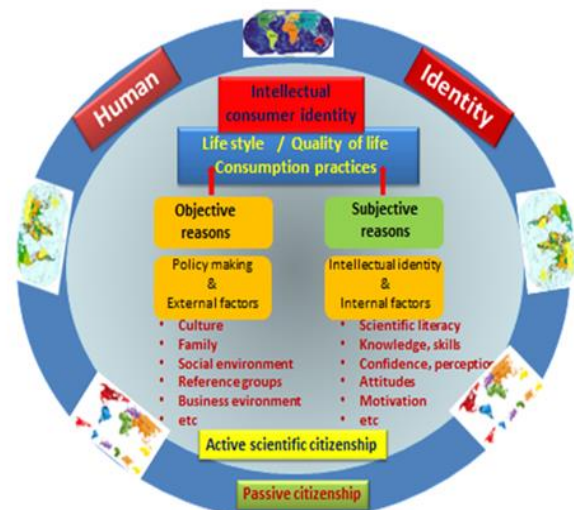 Human
Identity
Intellectual
consumer identity
Life style / Quality of life
Consumption practices
Objective
reasons
Policy making
&
External factors
• Culture
• Family
• Social environment
• Reference groups
• Business evironment
• etc
Subjective
reasons
Intellectual identity
&
Internal factors
• Scientific literacy
• Knowledge, skills
• Confidence, perception
• Attitudes
• Motivation
• etc
Active scientific citizenship
Passive citizenship